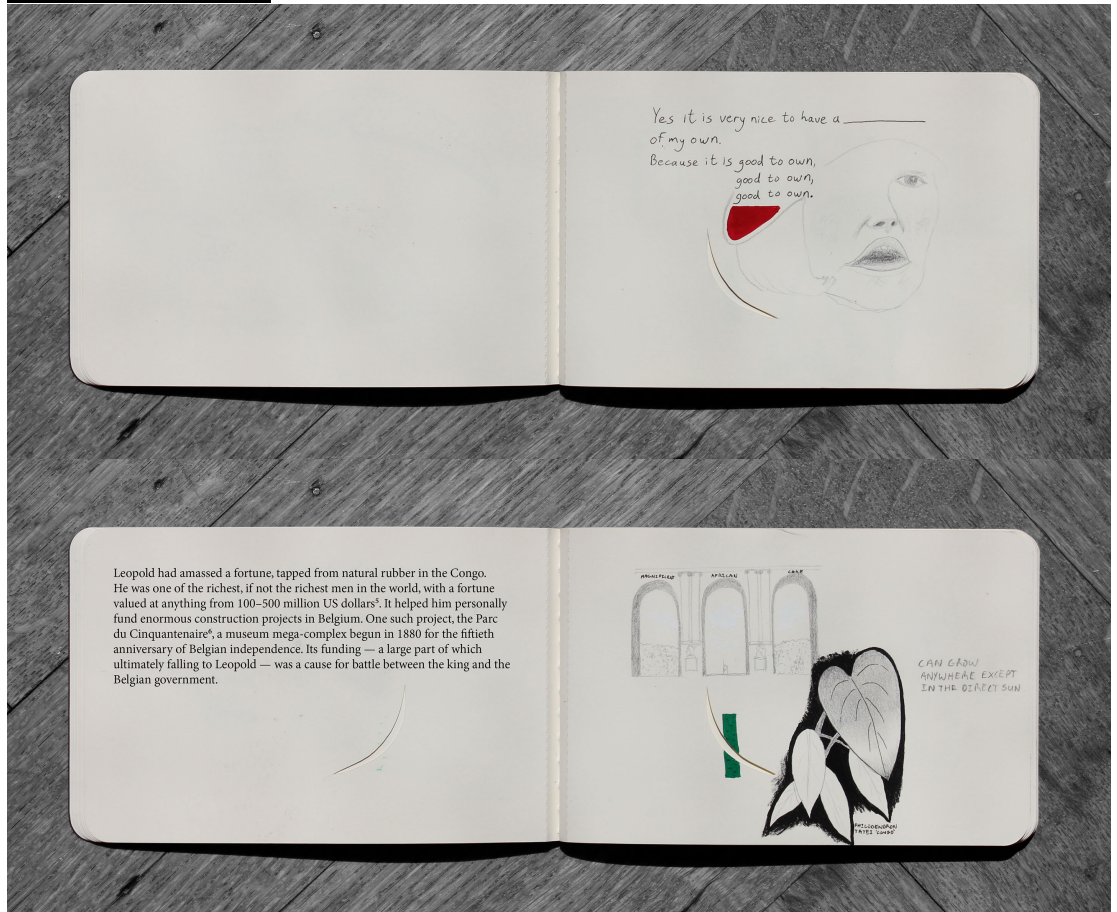 Yes it is very nice to have a
of my own.
Because it is good to own,
good to own,
good to own.
Leopold had amassed a fortune, tapped from natural rubber in the Congo.
He was one of the richest, if not the richest men in the world, with a fortune
valued at anything from 100–500 million US dollars⁵. It helped him personally
fund enormous construction projects in Belgium. One such project, the Parc
du Cinquantenaire⁶, a museum mega-complex begun in 1880 for the fiftieth
anniversary of Belgian independence. Its funding — a large part of which
ultimately falling to Leopold — was a cause for battle between the king and the
Belgian government.
AFRICAN
CAN GROW
ANYWHERE EXCEPT
IN THE DIRECT SUN
PHILODENDRON